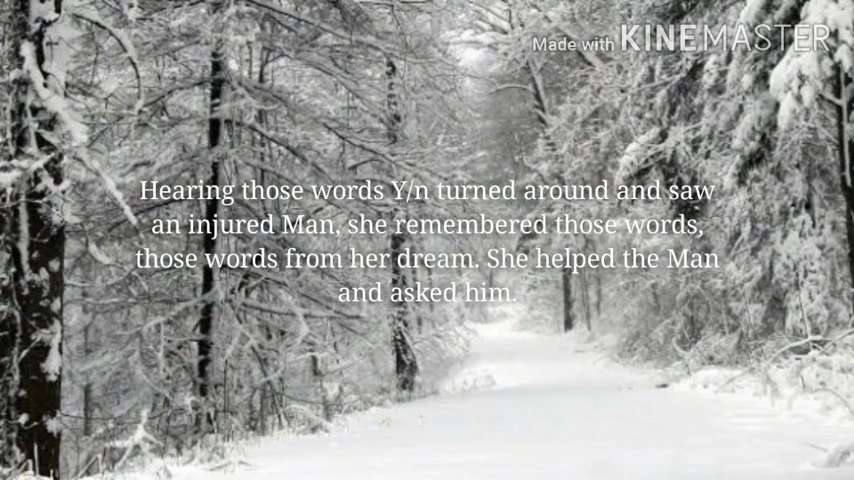 Made with KINEMASTER
Hearing those words Y/n turned around and saw
an injured Man, she remembered those words,
those words from her dream. She helped the Man
and asked him.